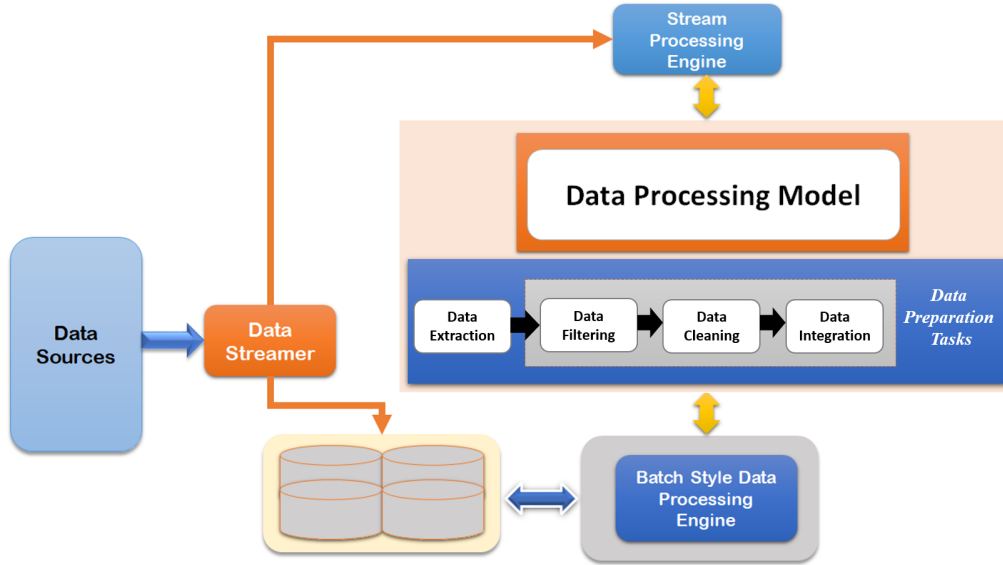 Stream
Processing
Engine
Data Processing Model
Data
Sources
Data
Streamer
Data
Extraction
Data
Filtering
Data
Cleaning
Data
Integration
Data
Preparation
Tasks
Batch Style Data
Processing
Engine